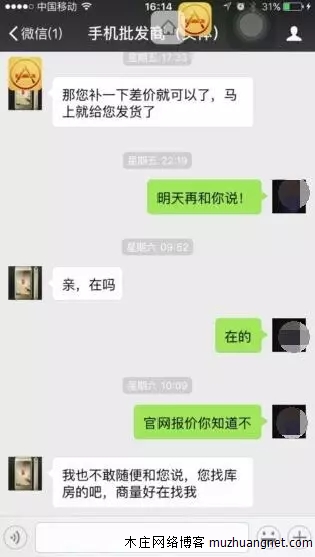 中国移动 16:14 31%
微信(1) 手机批发商
星期五 17:33
那您补一下差价就可以了，马
上就给您发货了
星期五 22:19
明天再和你说！
星期六 09:52
亲，在吗
在的
星期六 10:09
官网报价你知道不
我也不敢随便和您说，您找库
房的吧，商量好在找我
木庄网络博客 muzhuangnet.com